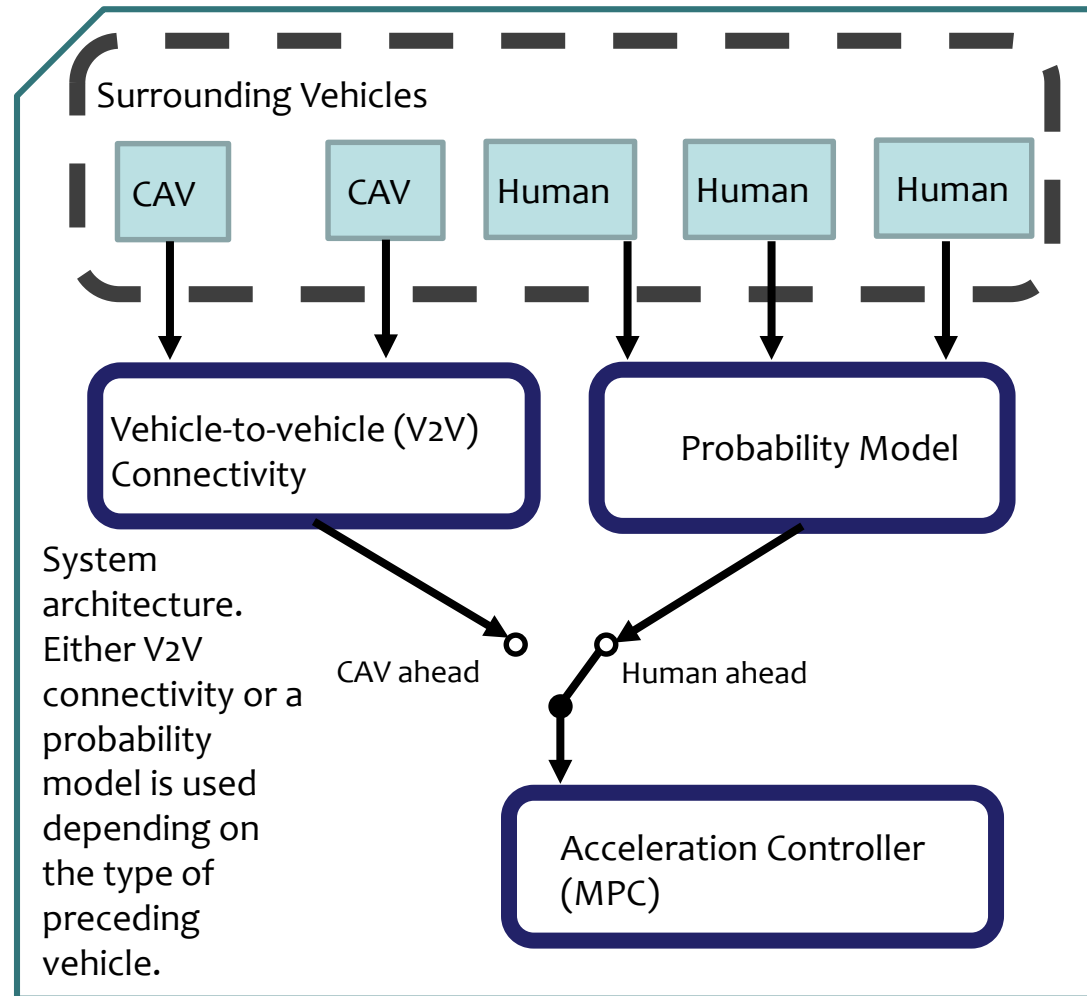 Surrounding Vehicles
CAV
CAV
Human
Human
Human
Vehicle-to-vehicle (V2V)
Connectivity
Probability Model
System
architecture.
Either V2V
connectivity or a
probability
model is used
depending on
the type of
preceding
vehicle.
CAV ahead
Human ahead
Acceleration Controller
(MPC)